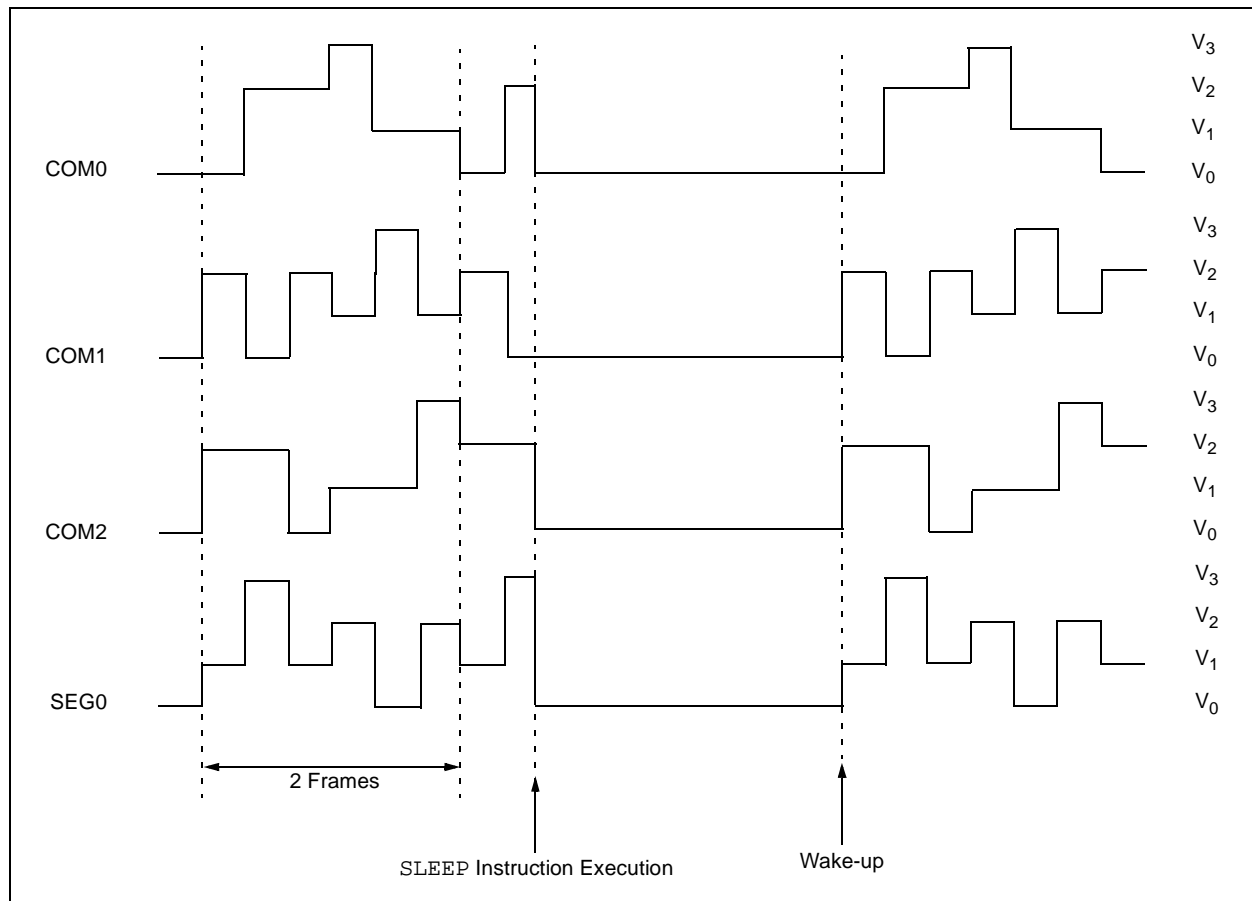 V3
V2
V1
COM0
V0
V3
V2
V1
COM1
V0
V3
V2
V1
COM2
V0
V3
V2
V1
SEG0
V0
2 Frames
SLEEP Instruction Execution
Wake-up